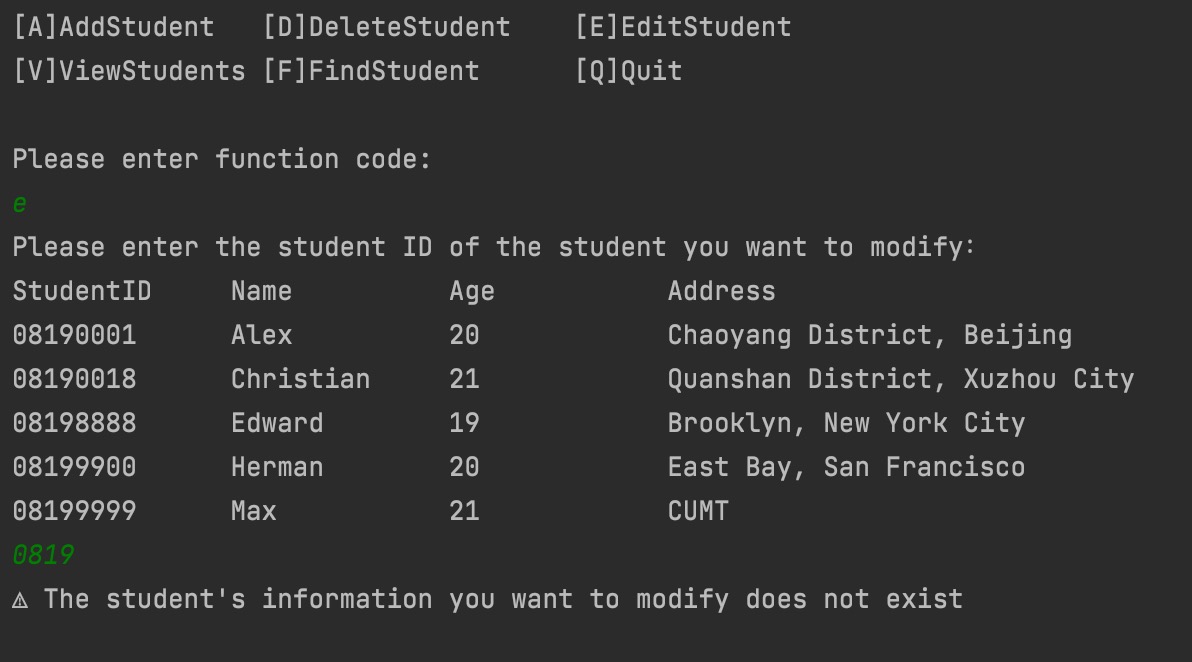 [A]AddStudent [D]DeleteStudent [E]EditStudent
[V]ViewStudents [F]FindStudent [Q]Quit
Please enter function code:
e
Please enter the student ID of the student you want to modify:
StudentID Name Age Address
08190001 Alex 20 Chaoyang District, Beijing
08190018 Christian 21 Quanshan District, Xuzhou City
08198888 Edward 19 Brooklyn, New York City
08199900 Herman 20 East Bay, San Francisco
08199999 Max 21 CUMT
0819
⚠ The student's information you want to modify does not exist